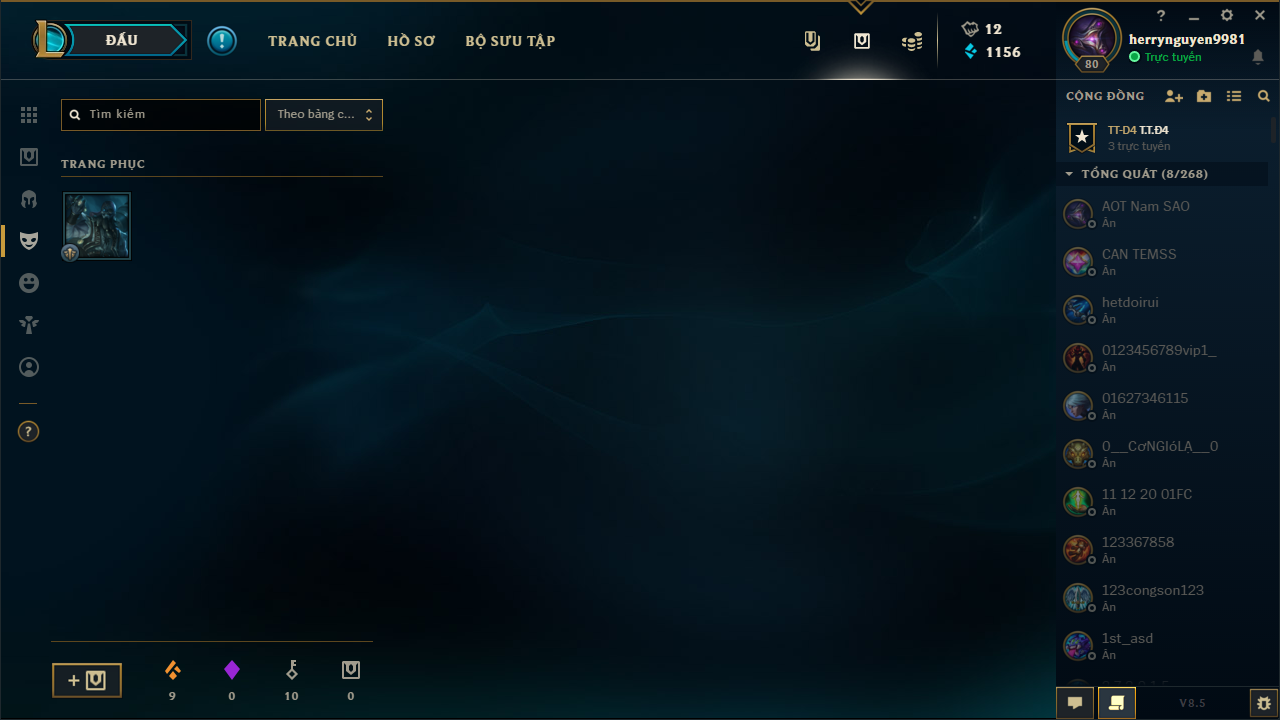 ĐẤU
TRANG CHỦ
HỒ SƠ
BỘ SƯU TẬP
12
1156
80
herrynguyen9981
Trực tuyến
Tìm kiếm
Theo bảng c...
TRANG PHỤC
CỘNG ĐỒNG
TT-D4 T.T.Đ4
3 trực tuyến
TỔNG QUÁT (8/268)
AOT Nam SAO
Ẩn
CAN TEMSS
Ẩn
hetdoirui
Ẩn
0123456789vip1_
Ẩn
01627346115
Ẩn
0__CơNGIóLA__0
Ẩn
11 12 20 01FC
Ẩn
123367858
Ẩn
123congson123
Ẩn
1st_asd
Ẩn
9
0
10
0
V8.5